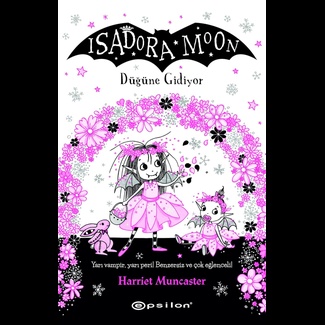 ISADORA MOON
Düğüne Gidiyor
Yarı vampir, yarı peri! Benzersiz ve çok eğlenceli!
Harriet Muncaster
epsilon